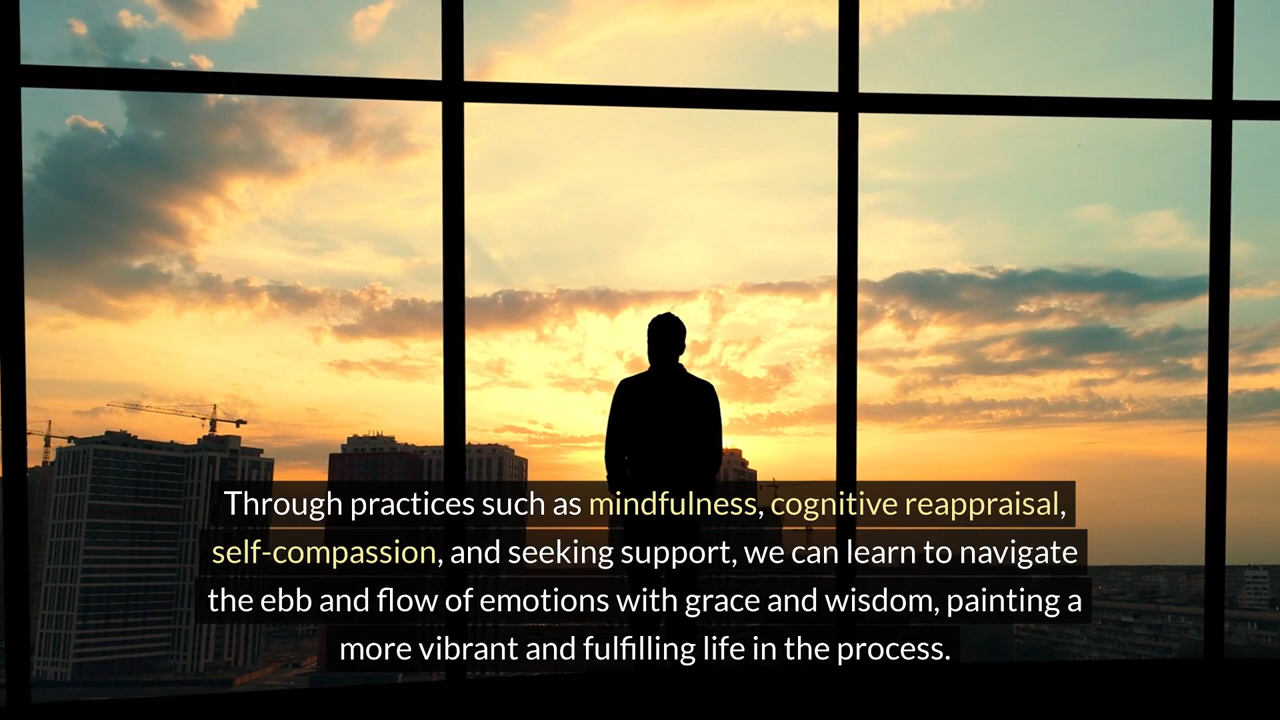 Through practices such as mindfulness, cognitive reappraisal,
self-compassion, and seeking support, we can learn to navigate
the ebb and flow of emotions with grace and wisdom, painting a
more vibrant and fulfilling life in the process.